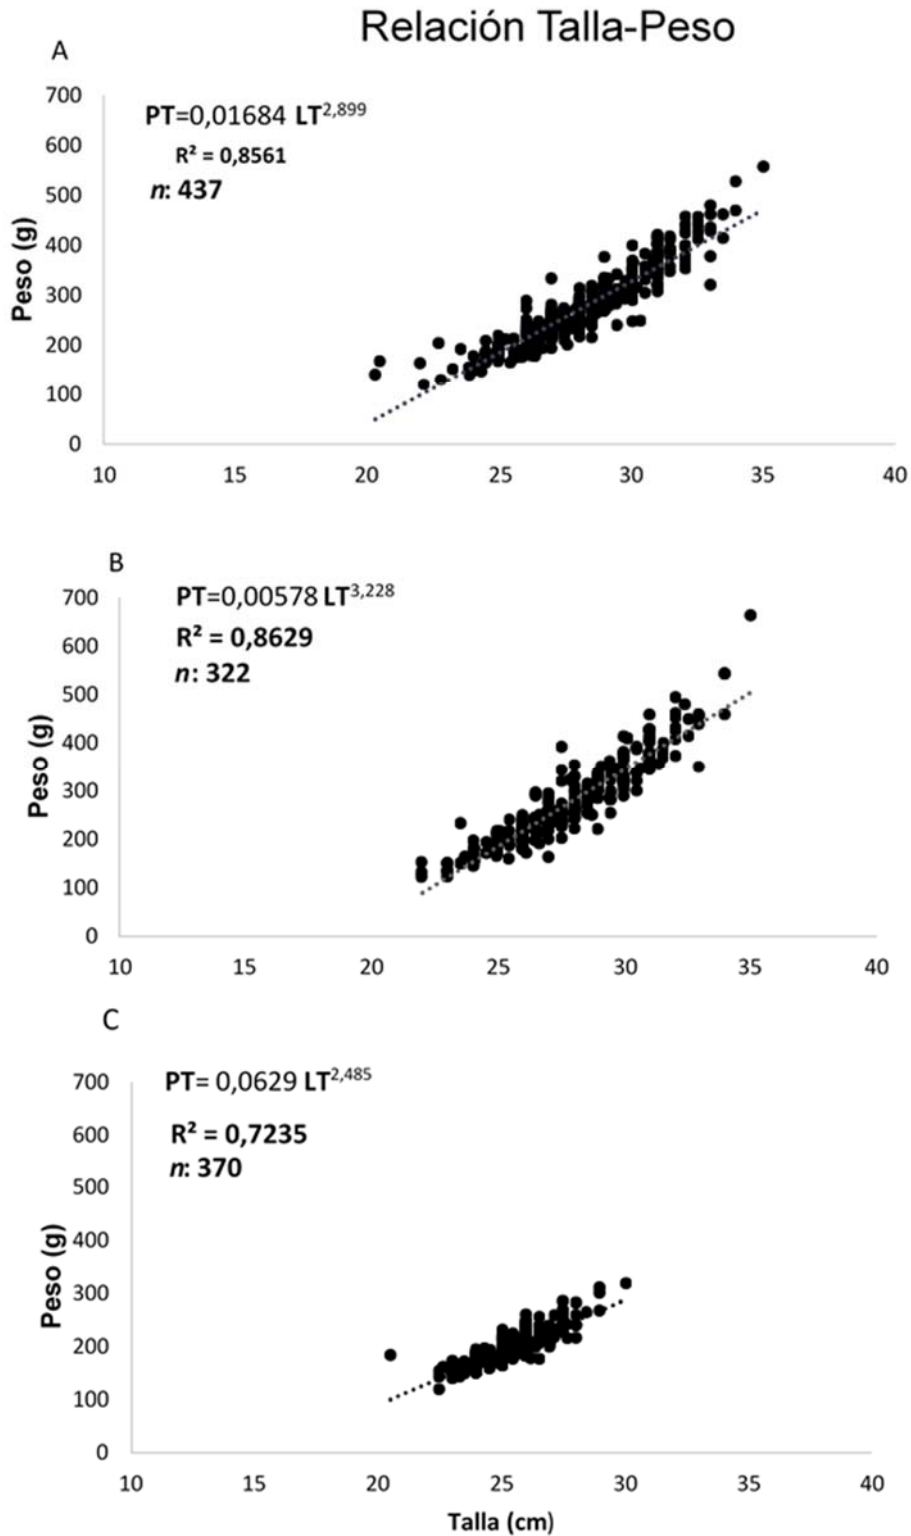 Relación Talla-Peso
A
PT=0,01684 LT2,899
R² = 0,8561
n: 437
Peso (g)
700
600
500
400
300
200
100
0
10 15 20 25 30 35 40
B
PT=0,00578 LT3,228
R² = 0,8629
n: 322
Peso (g)
700
600
500
400
300
200
100
0
10 15 20 25 30 35 40
C
PT= 0,0629 LT2,485
R² = 0,7235
n: 370
Peso (g)
700
600
500
400
300
200
100
0
10 15 20 25 30 35 40
Talla (cm)